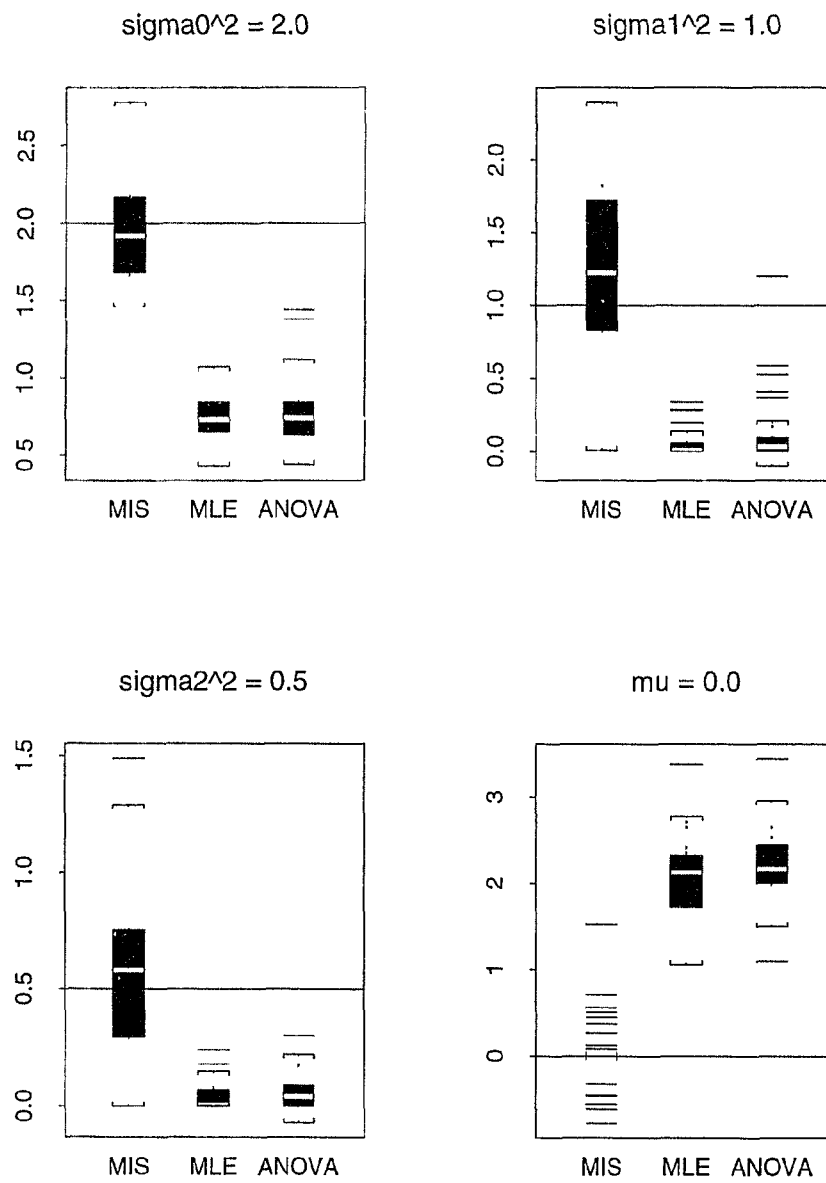 sigma0^2 = 2.0
2.5
2.0
1.5
1.0
0.5
MIS MLE ANOVA
sigma1^2 = 1.0
2.0
1.5
1.0
0.5
0.0
MIS MLE ANOVA
sigma2^2 = 0.5
1.5
1.0
0.5
0.0
MIS MLE ANOVA
mu = 0.0
3
2
1
0
MIS MLE ANOVA